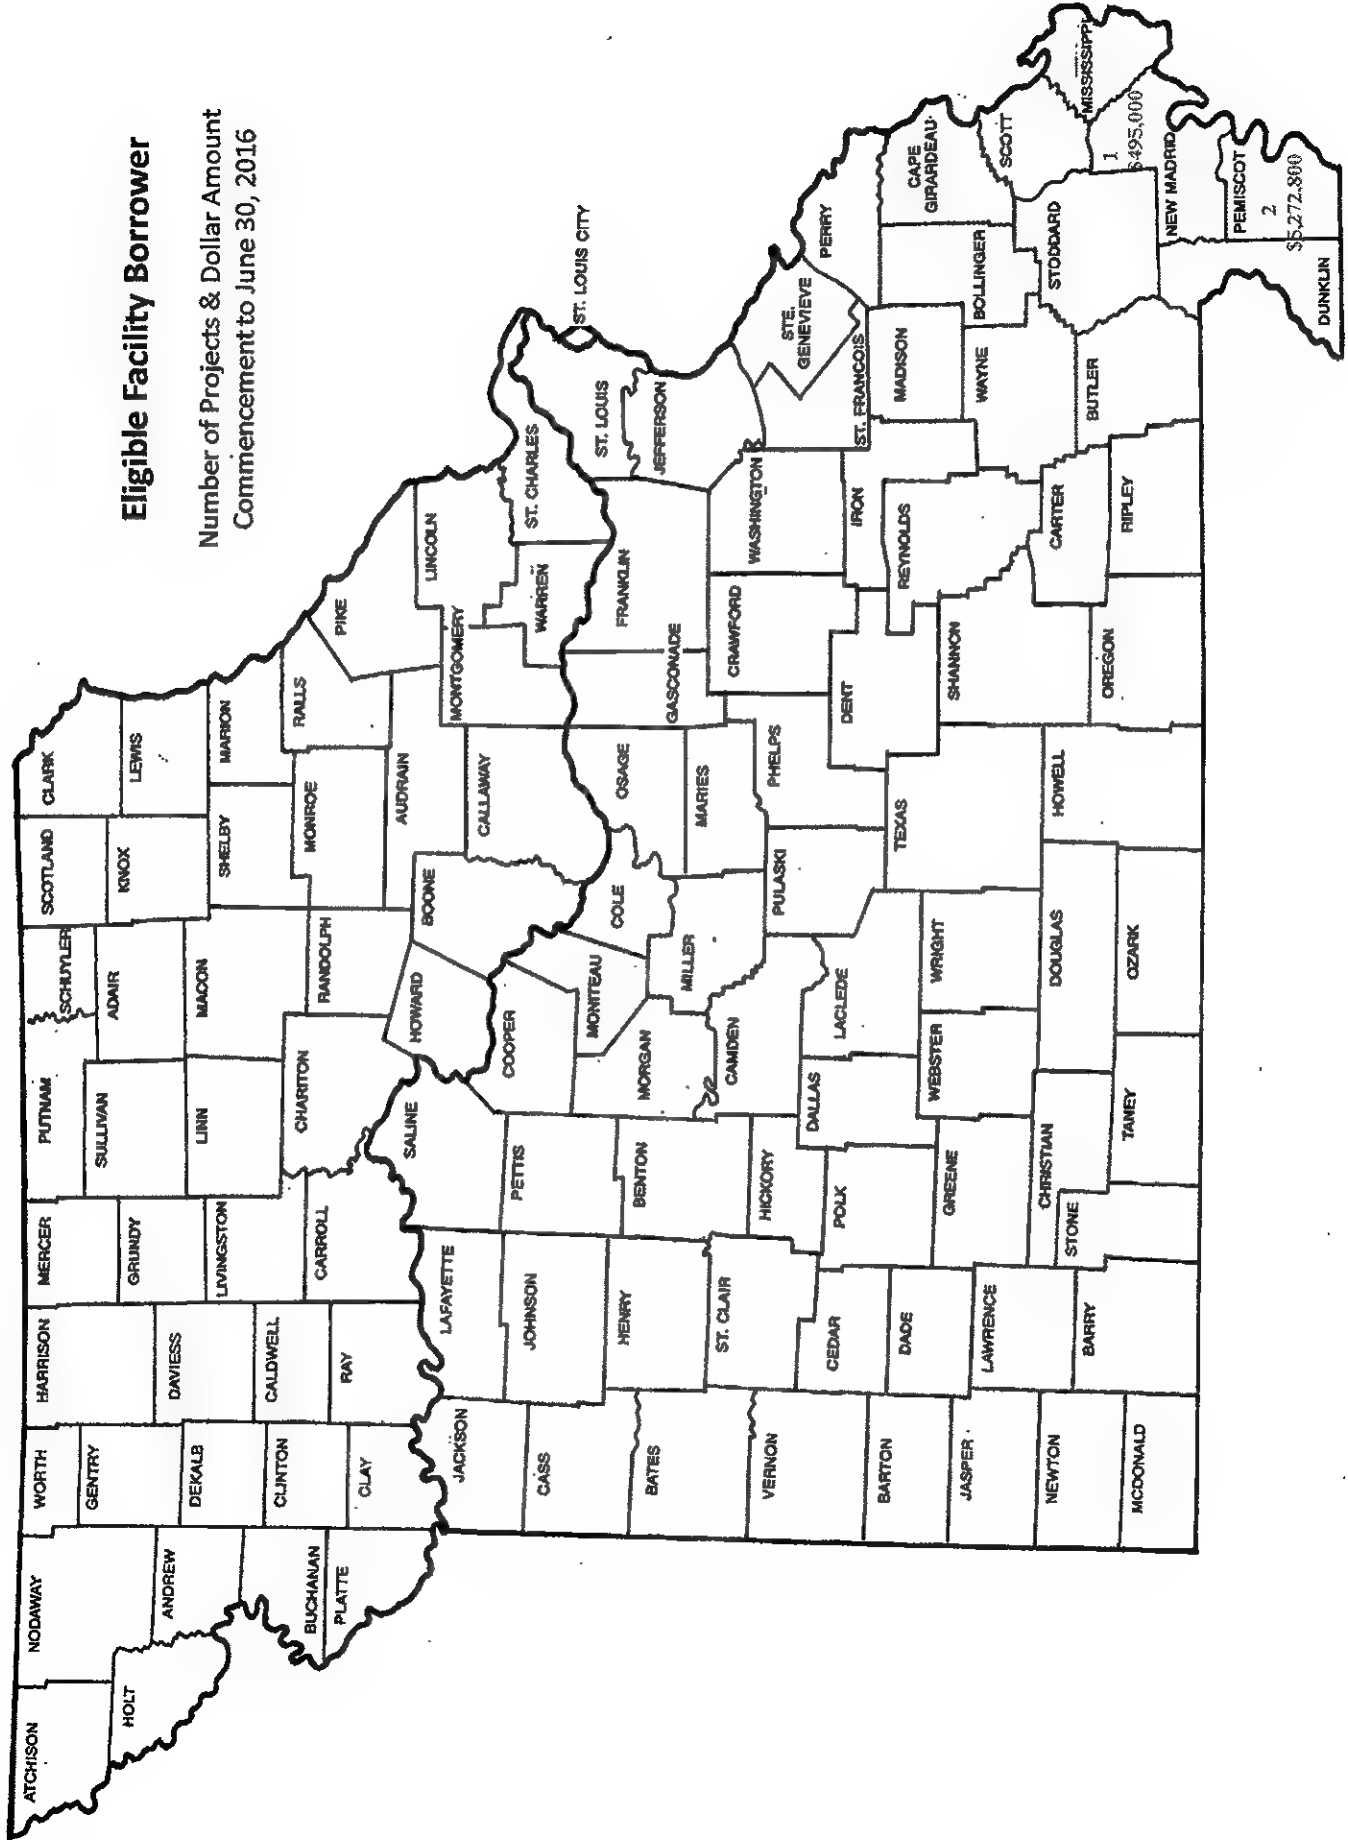 Eligible Facility Borrower
Number of Projects & Dollar Amount
Commencement to June 30, 2016
ATCHISON
NODAWAY
WORTH
HARRISON
MERCER
PUTNAM
SCHUYLER
SCOTLAND
CLARK
HOLT
ANDREW
GENTRY
DAVIESS
GRUNDY
SULLIVAN
ADAIR
KNOX
LEWIS
BUCHANAN
DEKALB
CALDWELL
LIVINGSTON
LINN
MACON
SHELBY
MARION
PLATTE
CLINTON
RAY
CARROLL
CHARITON
RANDOLPH
MONROE
RALLS
PIKE
CLAY
JACKSON
LAFAYETTE
SALINE
HOWARD
BOONE
AUDRAIN
CALLAWAY
MONTGOMERY
LINCOLN
WARREN
ST. CHARLES
ST. LOUIS CITY
CASS
JOHNSON
PETTIS
COOPER
MONITEAU
COLE
OSAGE
GASCONADE
FRANKLIN
ST. LOUIS
JEFFERSON
BATES
HENRY
BENTON
MORGAN
MILLER
MARIES
CRAWFORD
WASHINGTON
STE.
GENEVIEVE
PERRY
VERNON
ST. CLAIR
HICKORY
CAMDEN
PULASKI
PHELPS
DENT
IRON
ST. FRANCOIS
MADISON
CAPE
GIRARDEAU
BARTON
CEDAR
POLK
DALLAS
LACLEDE
TEXAS
REYNOLDS
WAYNE
BOLLINGER
SCOTT
JASPER
DADE
GREENE
WEBSTER
WRIGHT
SHANNON
CARTER
BUTLER
STODDARD
MISSISSIPPI
NEWTON
LAWRENCE
CHRISTIAN
DOUGLAS
HOWELL
OREGON
RIPLEY
1
$495,000
NEW MADRID
MCDONALD
BARRY
STONE
TANEY
OZARK
PEMISCOT
2
$5,272,800
DUNKLIN